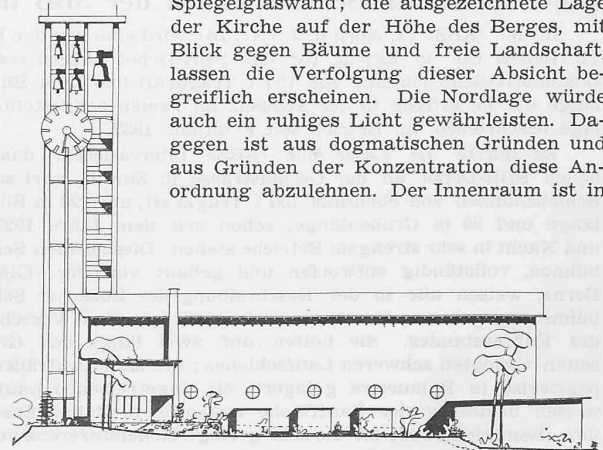 Spiegelglaswand; die ausgezeichnete Lage
der Kirche auf der Höhe des Berges, mit
Blick gegen Bäume und freie Landschaft,
lassen die Verfolgung dieser Absicht be-
greiflich erscheinen. Die Nordlage würde
auch ein ruhiges Licht gewährleisten. Da-
gegen ist aus dogmatischen Gründen und
aus Gründen der Konzentration diese An-
ordnung abzulehnen. Der Innenraum ist in